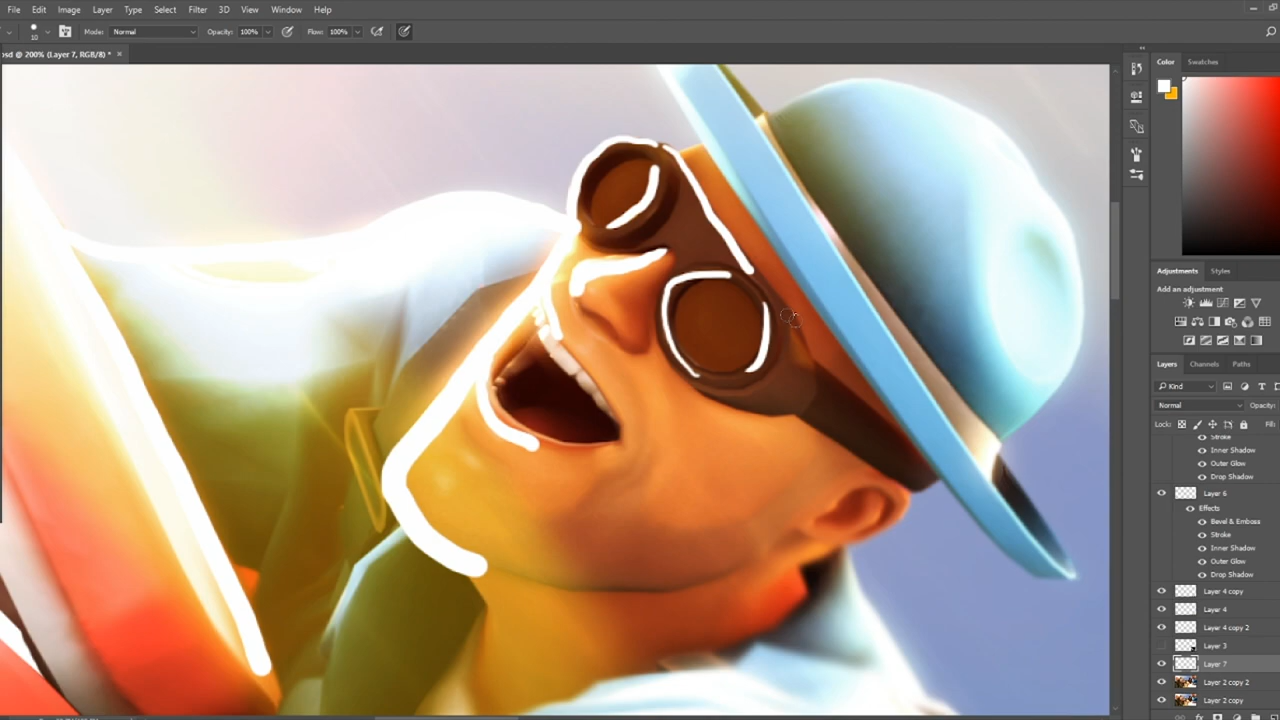 File Edit Image Layer Type Select Filter 3D View Window Help
10 Mode: Normal Opacity: 100% Flow: 100%
sd @ 200% (Layer 7, RGB/8) * ×
Color Swatches
Adjustments Styles
Add an adjustment
Layers Channels Paths
Kind
Normal Opacity:
Lock: Fill:
Stroke
Inner Shadow
Outer Glow
Drop Shadow
Layer 6
Effects
Bevel & Emboss
Stroke
Inner Shadow
Outer Glow
Drop Shadow
Layer 4 copy
Layer 4
Layer 4 copy 2
Layer 3
Layer 7
Layer 2 copy 2
Layer 2 copy